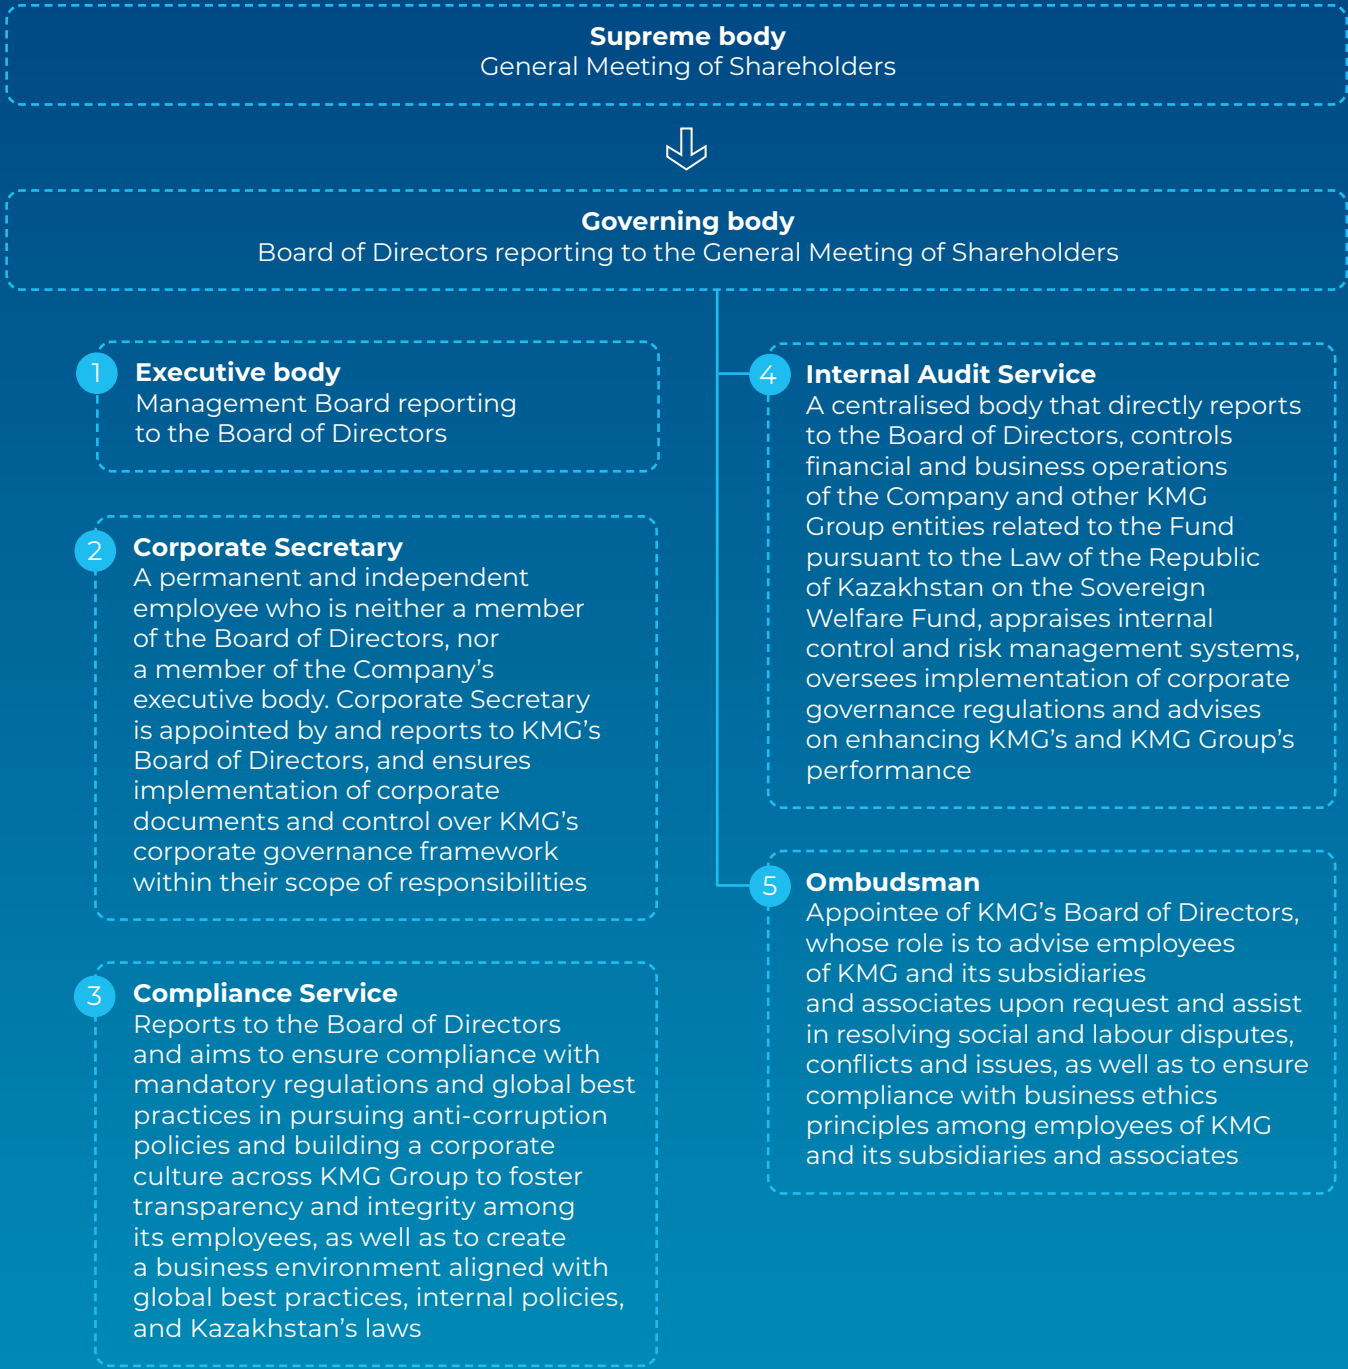 Supreme body
General Meeting of Shareholders
Governing body
Board of Directors reporting to the General Meeting of Shareholders
1
Executive body
Management Board reporting
to the Board of Directors
2
Corporate Secretary
A permanent and independent
employee who is neither a member
of the Board of Directors, nor
a member of the Company’s
executive body. Corporate Secretary
is appointed by and reports to KMG’s
Board of Directors, and ensures
implementation of corporate
documents and control over KMG’s
corporate governance framework
within their scope of responsibilities
3
Compliance Service
Reports to the Board of Directors
and aims to ensure compliance with
mandatory regulations and global best
practices in pursuing anti-corruption
policies and building a corporate
culture across KMG Group to foster
transparency and integrity among
its employees, as well as to create
a business environment aligned with
global best practices, internal policies,
and Kazakhstan’s laws
4
Internal Audit Service
A centralised body that directly reports
to the Board of Directors, controls
financial and business operations
of the Company and other KMG
Group entities related to the Fund
pursuant to the Law of the Republic
of Kazakhstan on the Sovereign
Welfare Fund, appraises internal
control and risk management systems,
oversees implementation of corporate
governance regulations and advises
on enhancing KMG’s and KMG Group’s
performance
5
Ombudsman
Appointee of KMG’s Board of Directors,
whose role is to advise employees
of KMG and its subsidiaries
and associates upon request and assist
in resolving social and labour disputes,
conflicts and issues, as well as to ensure
compliance with business ethics
principles among employees of KMG
and its subsidiaries and associates